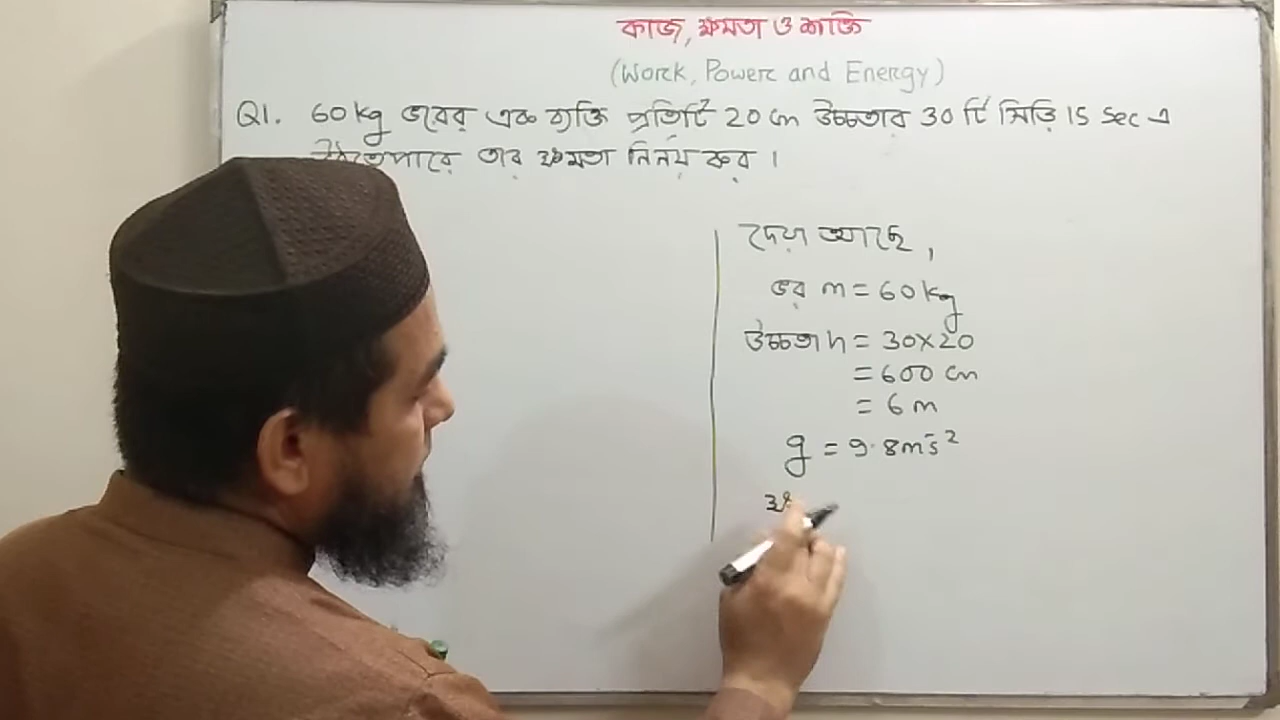 কাজ, ক্ষমতা ও শক্তি
(Work, Power and Energy)
Q1. 60 kg ভরের এক ব্যক্তি প্রতিটি 20 cm উচ্চতার 30 টি সিড়ি 15 Sec এ
পারে তার ক্ষমতা নির্নয় কর ।
দেয়া আছে,
ভর m = 60 kg
উচ্চতা h = 30×20
= 600 cm
= 6 m
g = 9.8 ms⁻²
ক্ষ